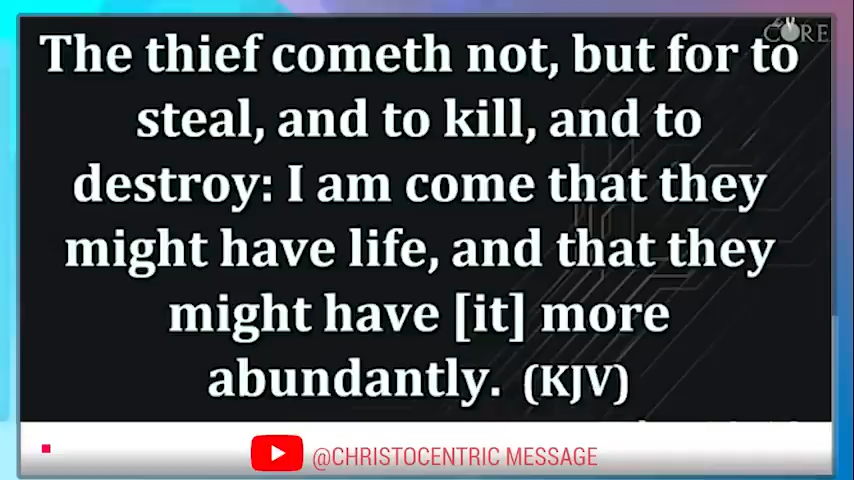 CORE
The thief cometh not, but for to
steal, and to kill, and to
destroy: I am come that they
might have life, and that they
might have [it] more
abundantly. (KJV)
@CHRISTOCENTRIC MESSAGE